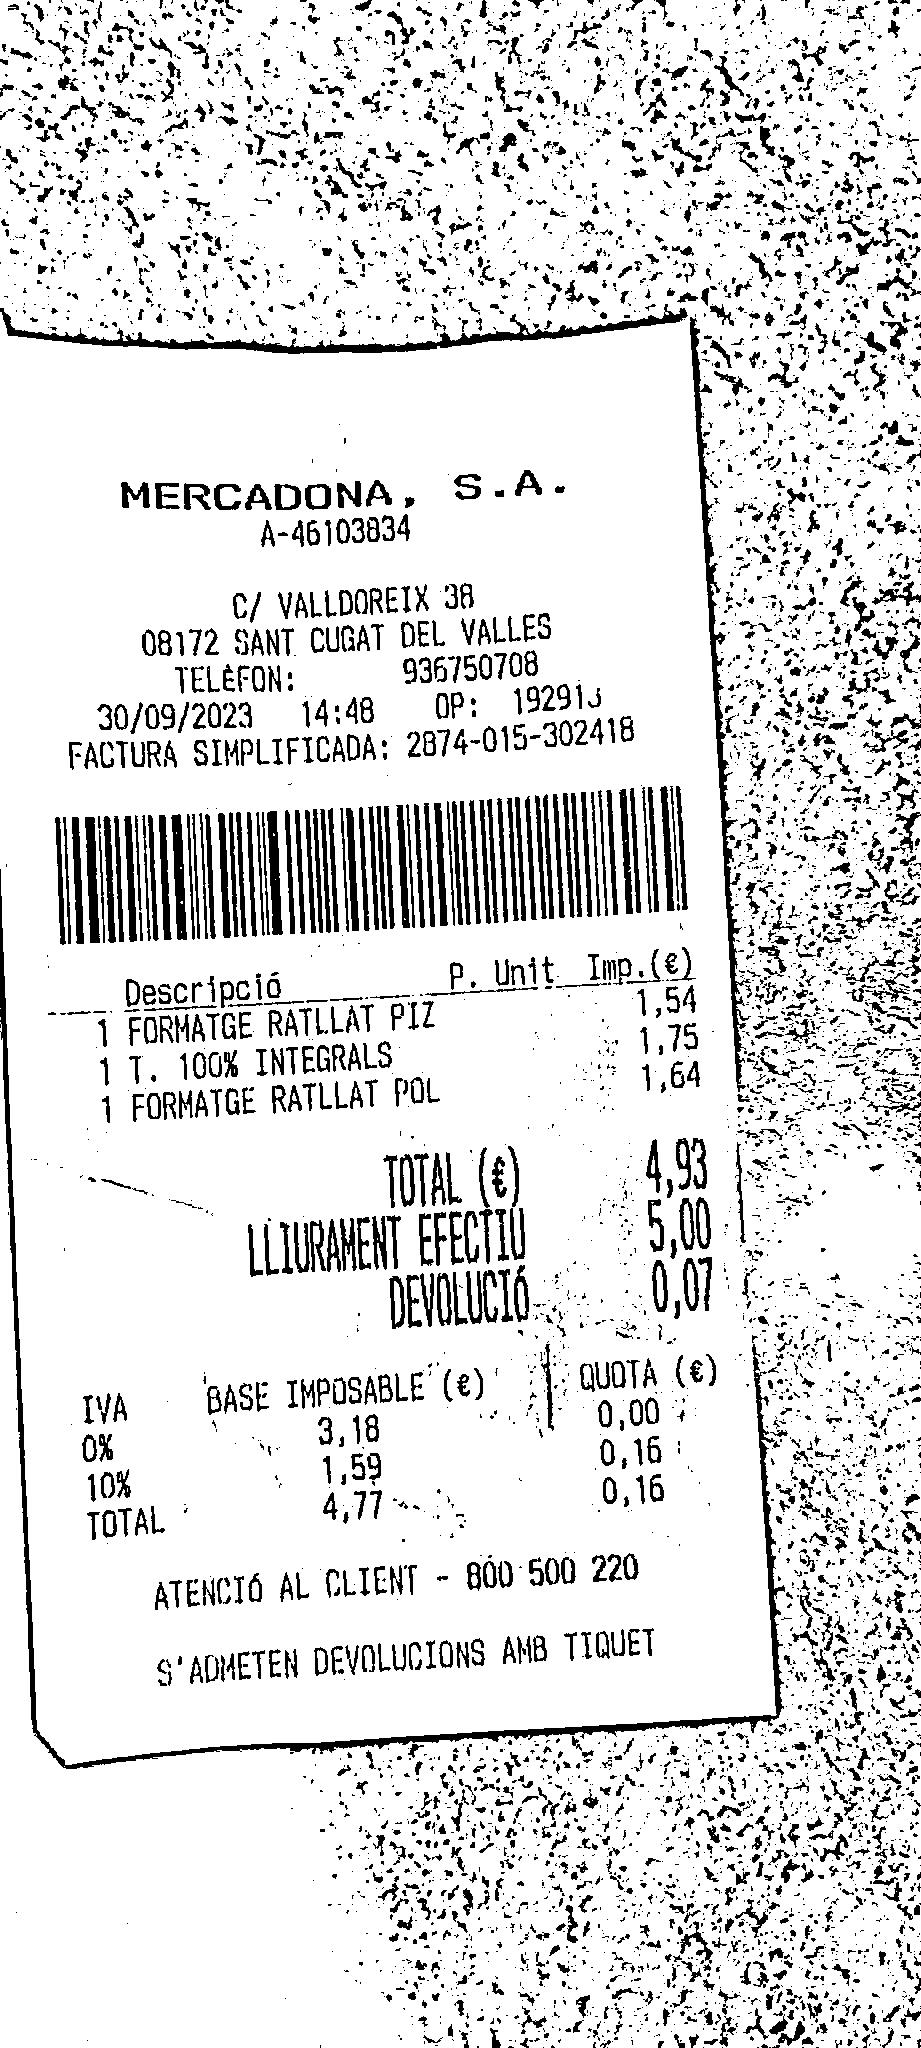 MERCADONA, S.A.
A-46103834
C/ VALLDOREIX 38
08172 SANT CUGAT DEL VALLES
TELÈFON: 936750708
30/09/2023 14:48 OP:
FACTURA SIMPLIFICADA: 2874-015-302418
Descripció P. Unit Imp.(€)
1 FORMATGE RATLLAT PIZ 1,54
1 T. 100% INTEGRALS 1,75
1 FORMATGE RATLLAT POL 1,64
TOTAL (€) 4,93
LLIURAMENT EFECTIU 5,00
DEVOLUCIÓ 0,07
IVA BASE IMPOSABLE (€) QUOTA (€)
0% 3,18 0,00
10% 1,59 0,16
TOTAL 4,77 0,16
ATENCIÓ AL CLIENT - 800 500 220
S'ADMETEN DEVOLUCIONS AMB TIQUET